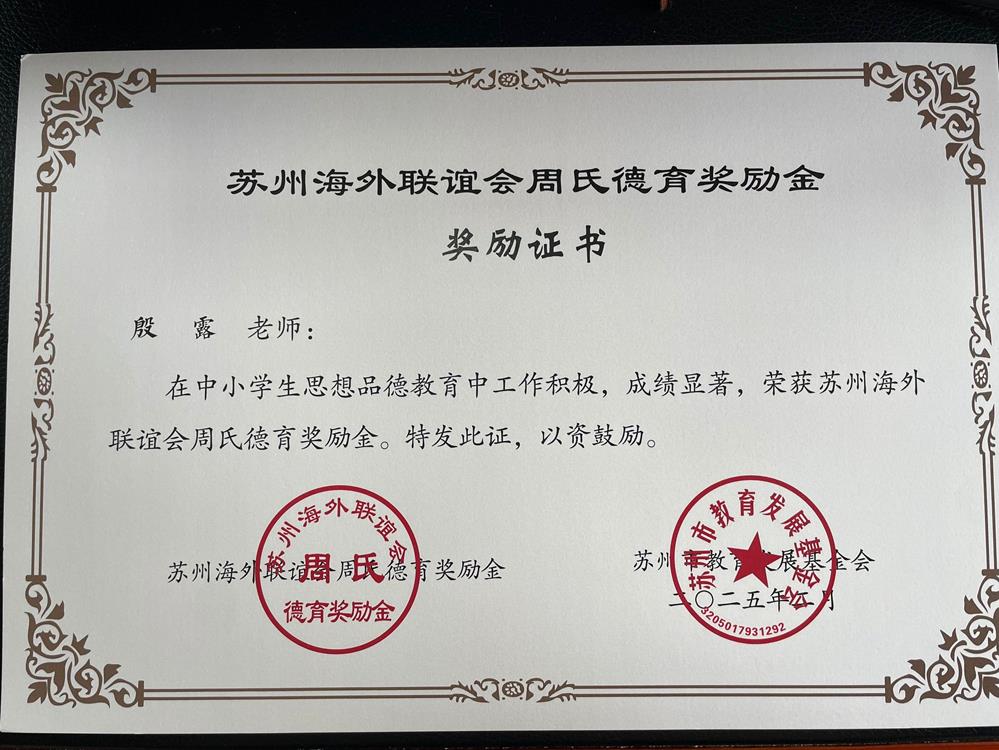 苏州海外联谊会周氏德育奖励金
奖励证书
殷 露 老师：
在中小学生思想品德教育中工作积极，成绩显著，荣获苏州海外
联谊会周氏德育奖励金。特发此证，以资鼓励。
苏州海外联谊会周氏德育奖励金
苏州海外联谊会
周氏
德育奖励金
苏州市教育发展基金会
二〇二五年 月
苏州市教育发展基金会
3205017931292